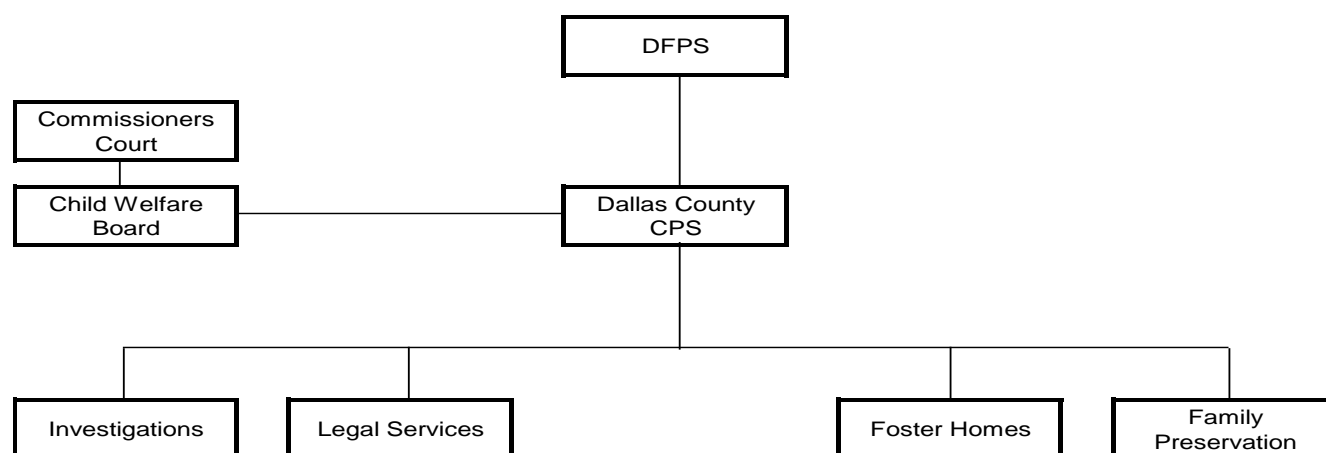 DFPS
Commissioners
Court
Child Welfare
Board
Dallas County
CPS
Investigations
Legal Services
Foster Homes
Family
Preservation